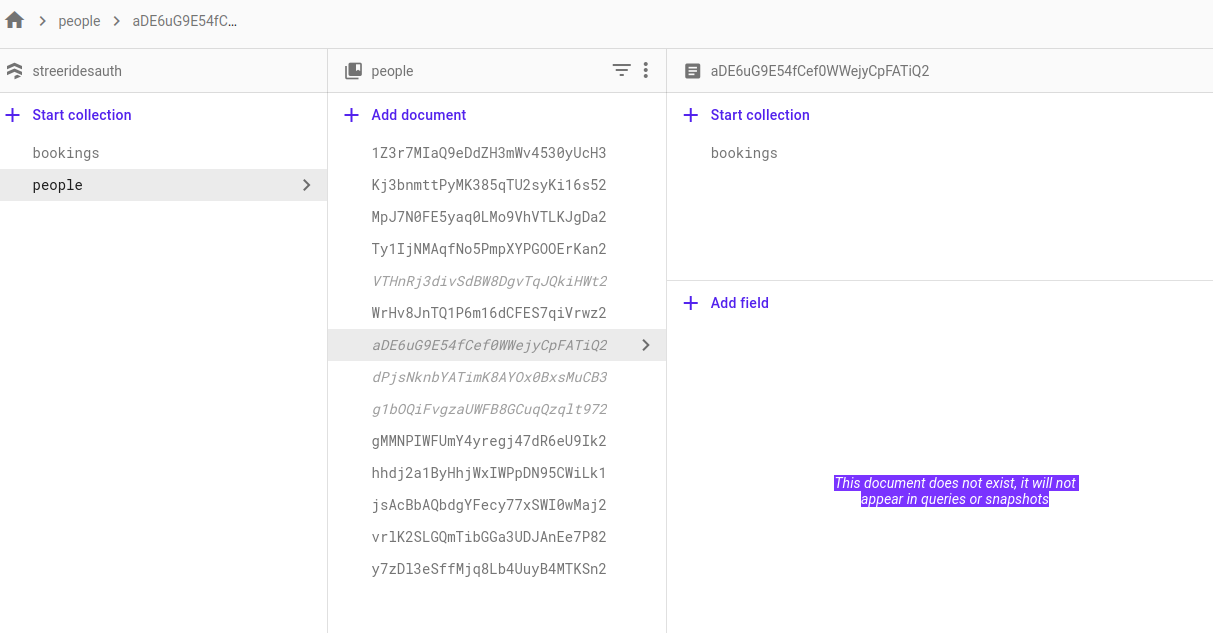 people
aDE6uG9E54fC…
streeridesauth
Start collection
bookings
people
people
Add document
1Z3r7MIaQ9eDdZH3mWv4530yUcH3
Kj3bnmttPyMK385qTU2syKi16s52
MpJ7N0FE5yaq0LMo9VhVTLKJgDa2
Ty1IjNMAqfNo5PmpXYPGOOErKan2
VTHnRj3divSdBW8DgvTqJQkiHWt2
WrHv8JnTQ1P6m16dCFES7qiVrwz2
aDE6uG9E54fCef0WWejyCpFATiQ2
dPjsNknbYATimK8AYOx0BxsMuCB3
g1bOQiFvgzaUWFB8GCuqQzqlt972
gMMNPIWFUmY4yregj47dR6eU9Ik2
hhdj2a1ByHhjWxIWPpDN95CWiLk1
jsAcBbAQbdgYFecy77xSWI0wMaj2
vrlK2SLGQmTibGGa3UDJAnEe7P82
y7zDl3eSffMjq8Lb4UuyB4MTKSn2
aDE6uG9E54fCef0WWejyCpFATiQ2
Start collection
bookings
Add field
This document does not exist, it will not
appear in queries or snapshots